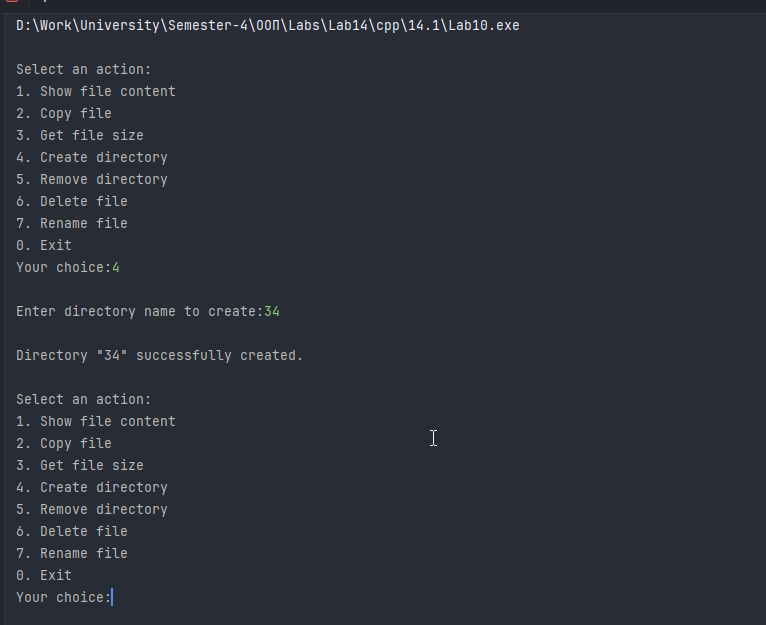 D:\Work\University\Semester-4\ООП\Labs\Lab14\cpp\14.1\Lab10.exe
Select an action:
1. Show file content
2. Copy file
3. Get file size
4. Create directory
5. Remove directory
6. Delete file
7. Rename file
0. Exit
Your choice:4
Enter directory name to create:34
Directory "34" successfully created.
Select an action:
1. Show file content
2. Copy file
3. Get file size
4. Create directory
5. Remove directory
6. Delete file
7. Rename file
0. Exit
Your choice: